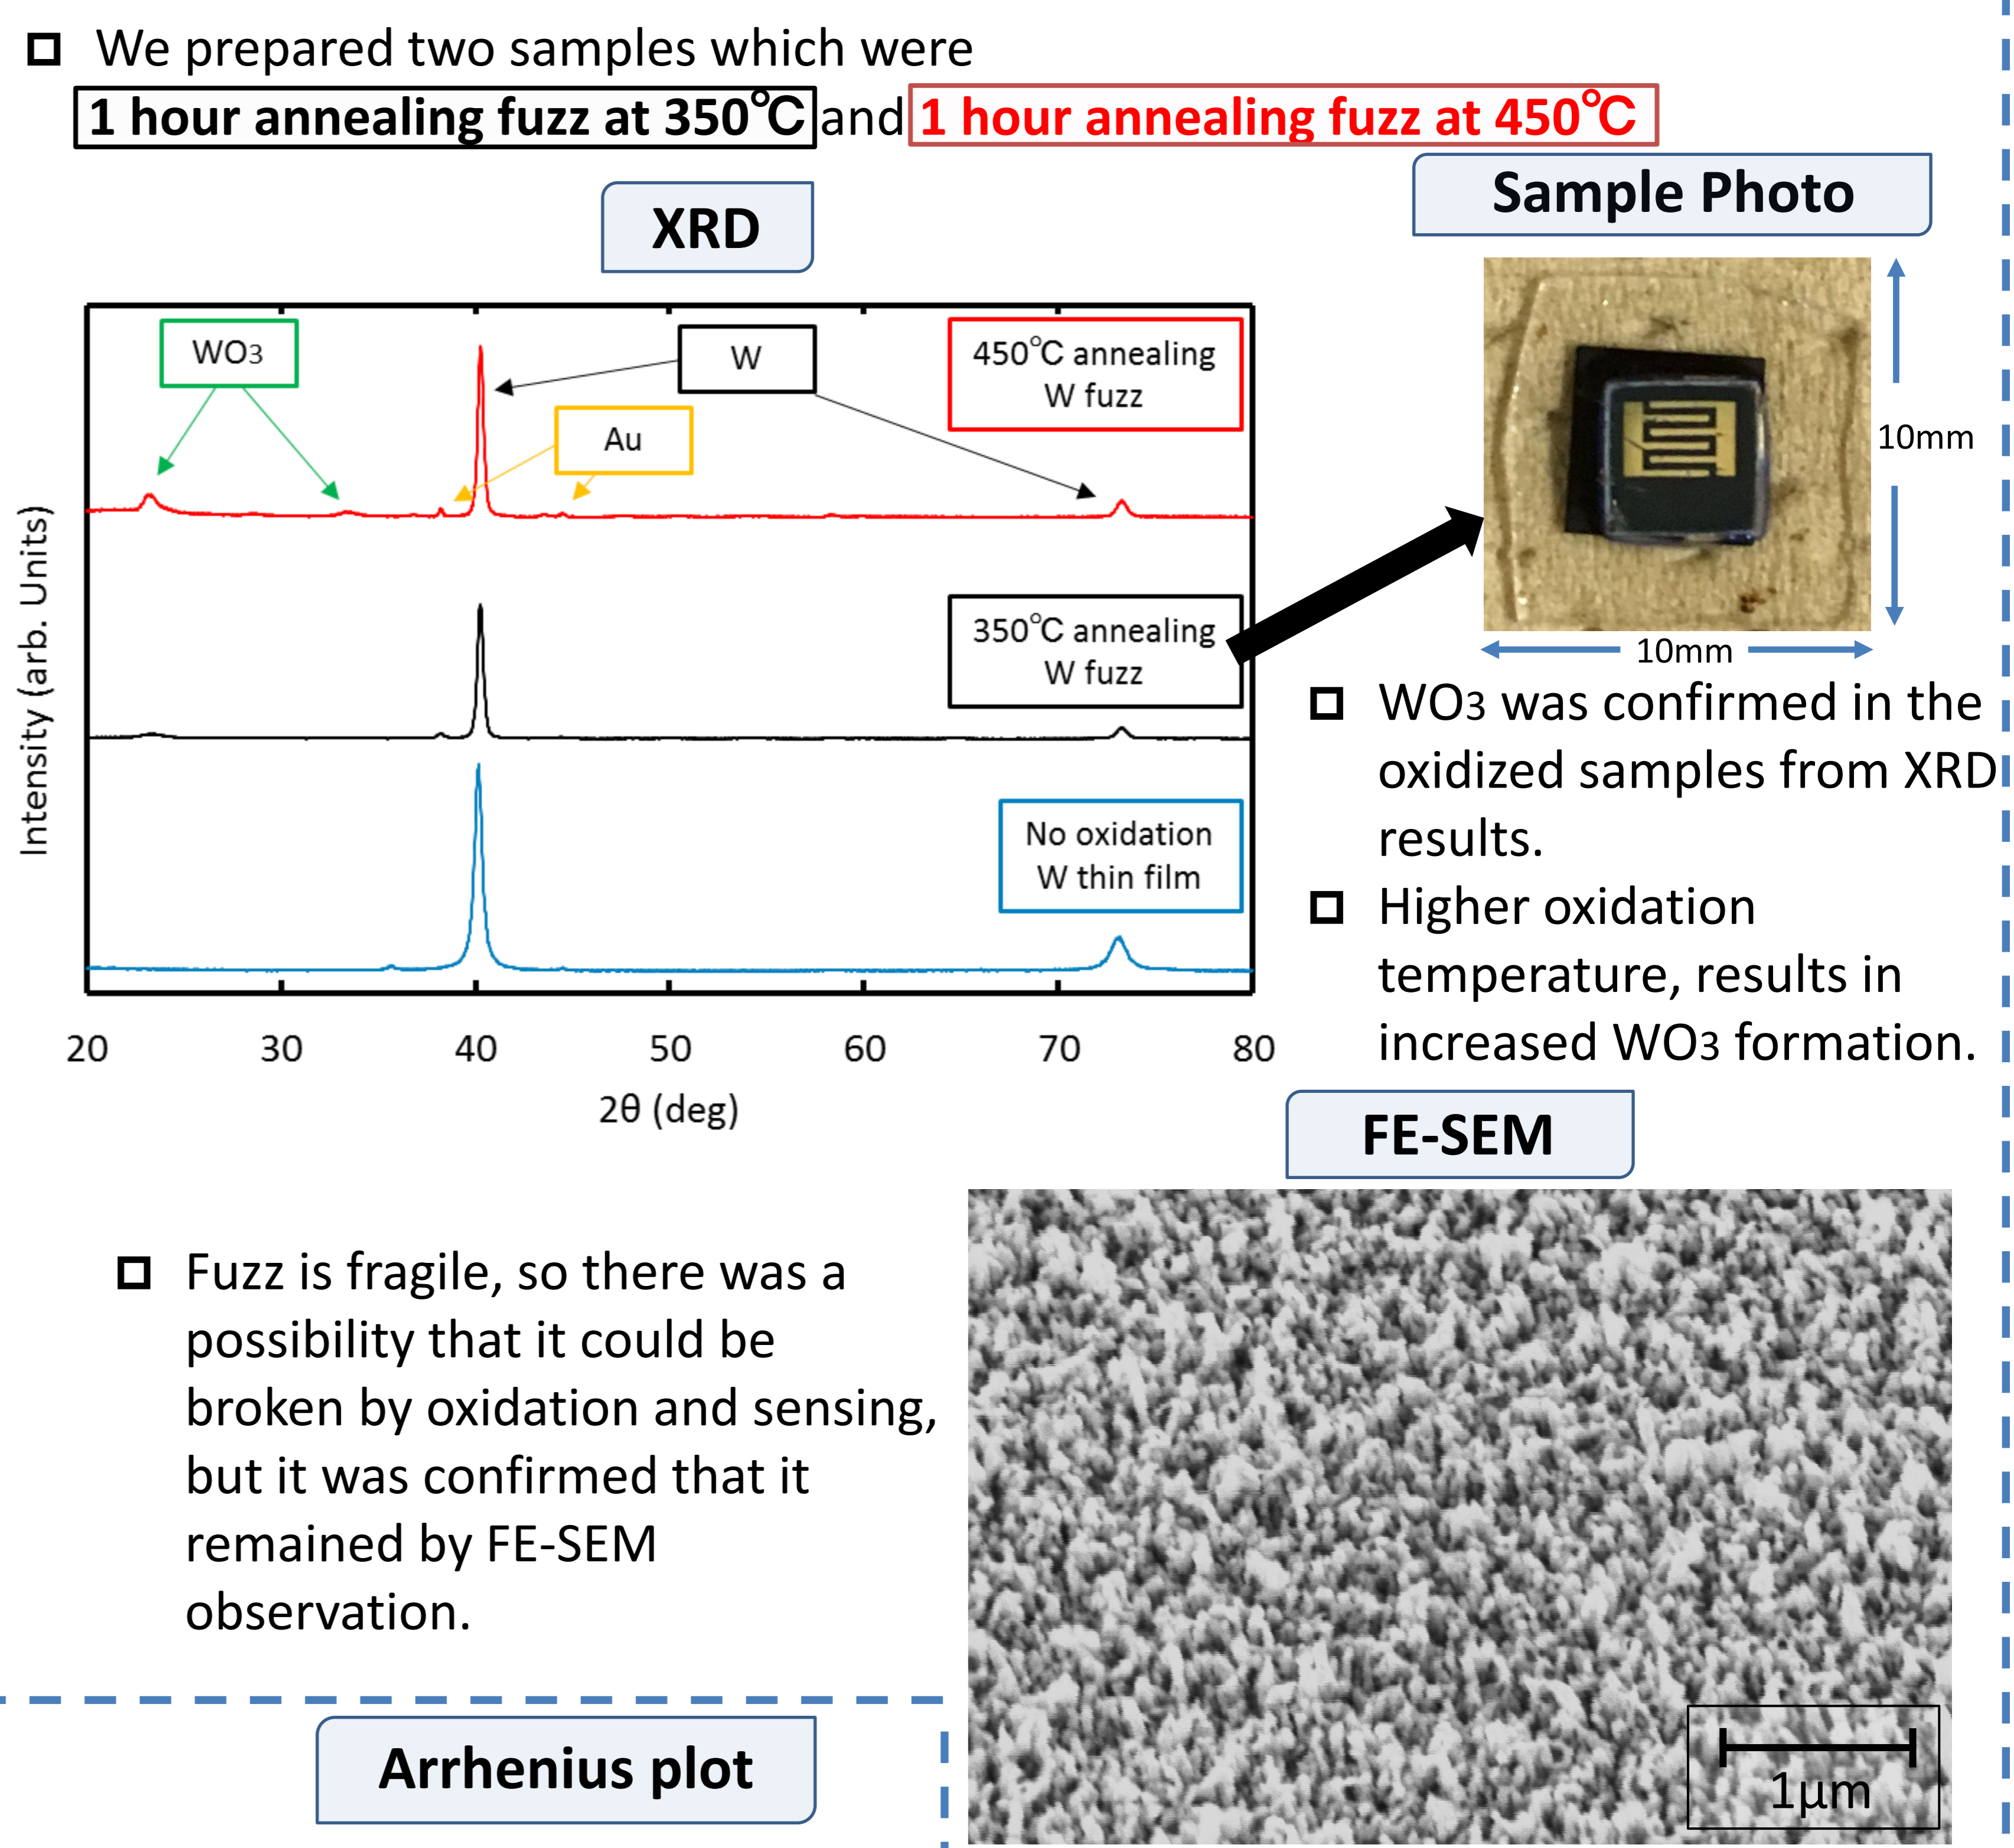 We prepared two samples which were
1 hour annealing fuzz at 350℃ and 1 hour annealing fuzz at 450℃
XRD
Sample Photo
WO3
W
450℃ annealing
W fuzz
Au
10mm
10mm
350℃ annealing
W fuzz
No oxidation
W thin film
Intensity (arb. Units)
20 30 40 50 60 70 80
2θ (deg)
WO3 was confirmed in the
oxidized samples from XRD
results.
Higher oxidation
temperature, results in
increased WO3 formation.
FE-SEM
Fuzz is fragile, so there was a
possibility that it could be
broken by oxidation and sensing,
but it was confirmed that it
remained by FE-SEM
observation.
1μm
Arrhenius plot